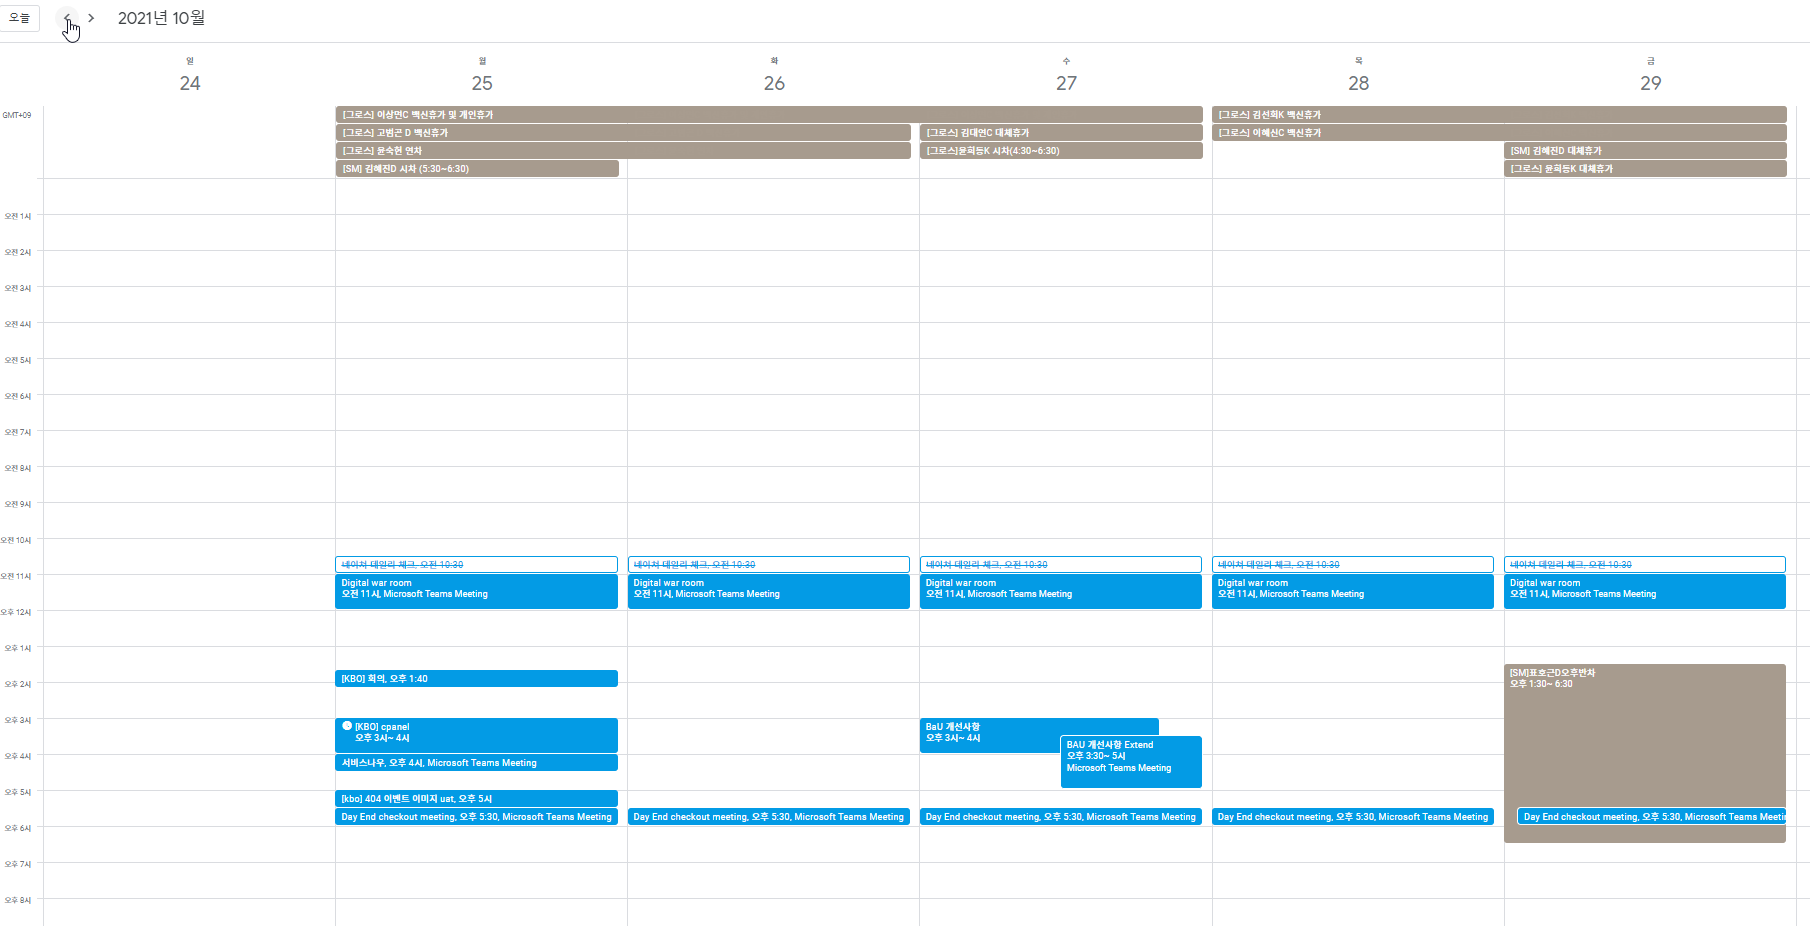 오늘
2021년 10월
일
월
화
수
목
금
24
25
26
27
28
29
GMT+09
[그로스] 이상연C 백신휴가 및 개인휴가
[그로스] 김선희K 백신휴가
[그로스] 고범곤 D 백신휴가
[그로스] 김대연C 대체휴가
[그로스] 이혜신C 백신휴가
[그로스] 윤숙현 연차
[그로스]윤희동K 시차(4:30~6:30)
[SM] 김혜진D 대체휴가
[SM] 김혜진D 시차 (5:30~6:30)
[그로스] 윤희동K 대체휴가
오전 1시
오전 2시
오전 3시
오전 4시
오전 5시
오전 6시
오전 7시
오전 8시
오전 9시
오전 10시
오전 11시
오후 12시
오후 1시
오후 2시
오후 3시
오후 4시
오후 5시
오후 6시
오후 7시
오후 8시
네이쳐 데일리 체크, 오전 10:30
Digital war room
오전 11시, Microsoft Teams Meeting
[KBO] 회의, 오후 1:40
[KBO] cpanel
오후 3시~ 4시
서비스나우, 오후 4시, Microsoft Teams Meeting
[kbo] 404 이벤트 이미지 uat, 오후 5시
Day End checkout meeting, 오후 5:30, Microsoft Teams Meeting
네이쳐 데일리 체크, 오전 10:30
Digital war room
오전 11시, Microsoft Teams Meeting
Day End checkout meeting, 오후 5:30, Microsoft Teams Meeting
네이쳐 데일리 체크, 오전 10:30
Digital war room
오전 11시, Microsoft Teams Meeting
BaU 개선사항
오후 3시~ 4시
BAU 개선사항 Extend
오후 3:30~ 5시
Microsoft Teams Meeting
Day End checkout meeting, 오후 5:30, Microsoft Teams Meeting
네이쳐 데일리 체크, 오전 10:30
Digital war room
오전 11시, Microsoft Teams Meeting
Day End checkout meeting, 오후 5:30, Microsoft Teams Meeting
네이쳐 데일리 체크, 오전 10:30
Digital war room
오전 11시, Microsoft Teams Meeting
[SM]표호근D오후반차
오후 1:30~ 6:30
Day End checkout meeting, 오후 5:30, Microsoft Teams Meetin